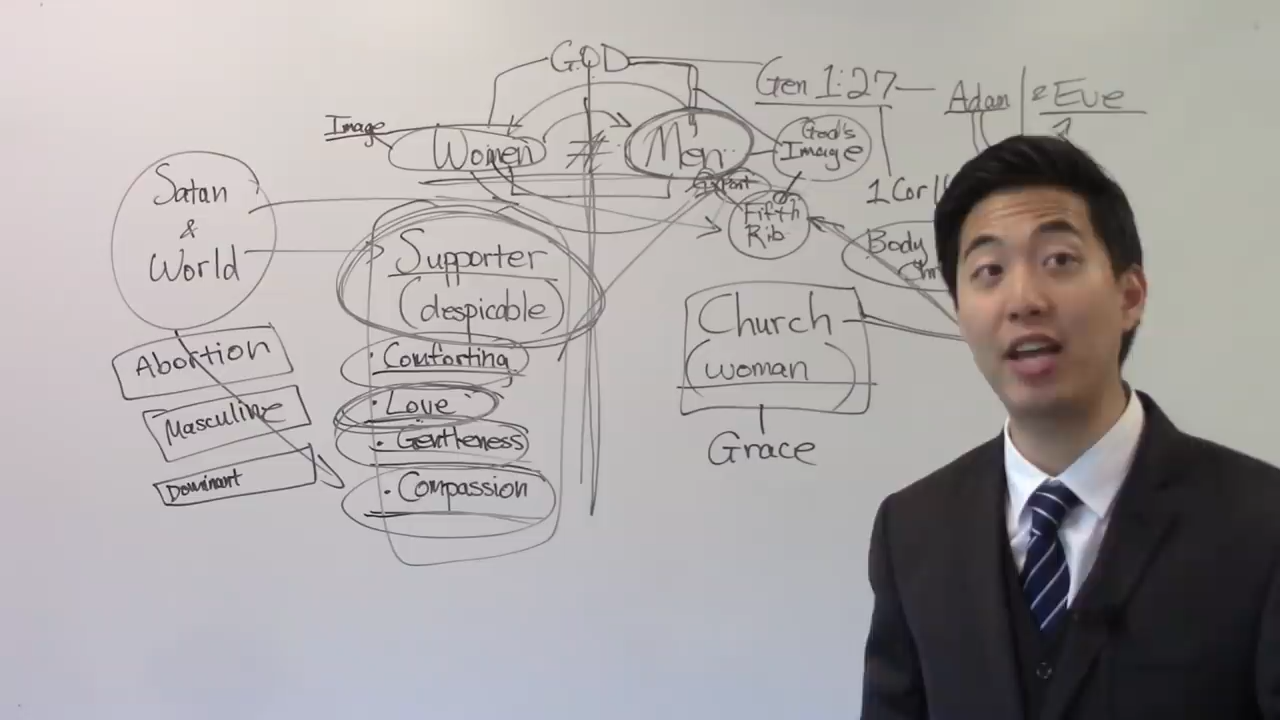 GOD
Gen 1:27
Adam
& Eve
Image
Women
≠
Men
God's
Image
Satan
&
World
Fifth
Rib
1 Cor
Body
Supporter
(despicable)
Church
woman
Grace
Abortion
Masculine
Dominant
· Comforting
· Love
· Gentleness
· Compassion